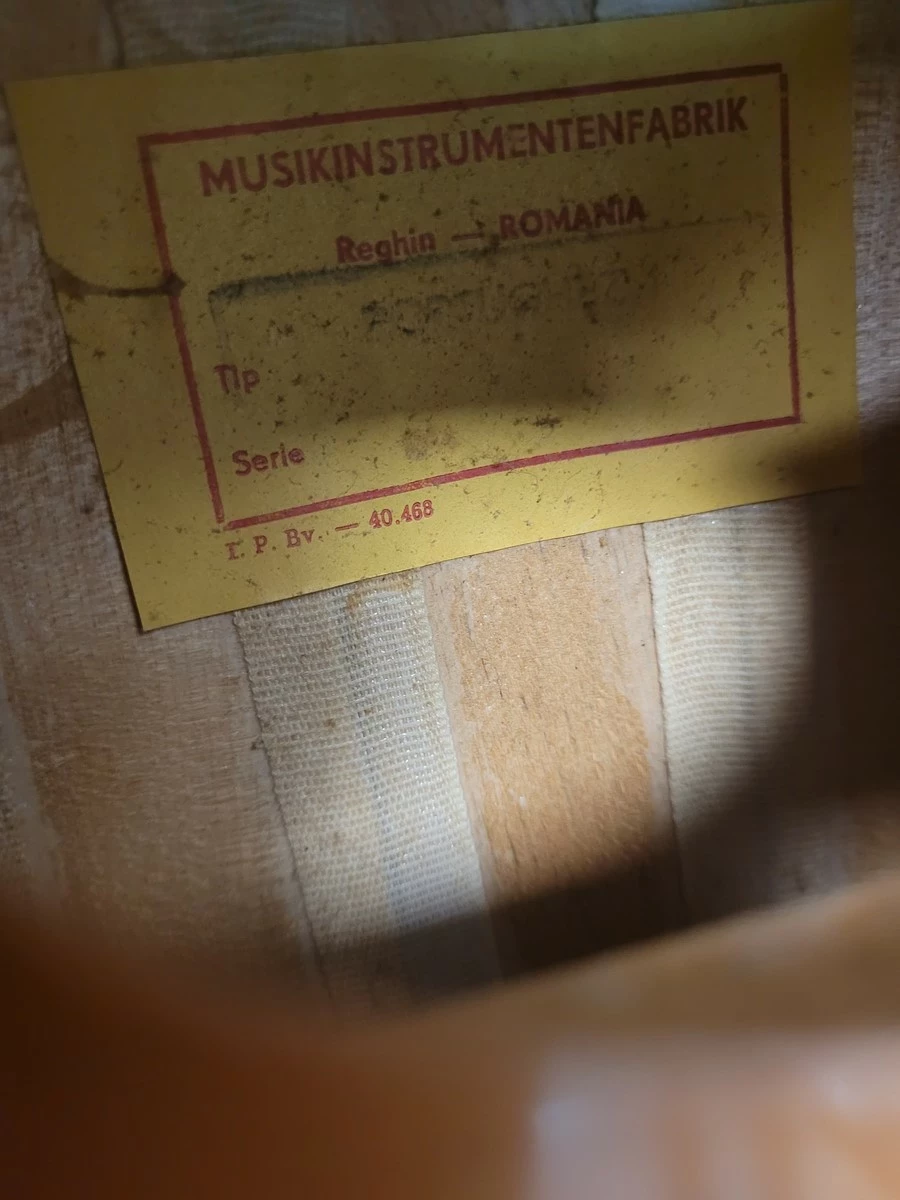 MUSIKINSTRUMENTENFABRIK
Reghin — ROMANIA
Tip
Serie
I. P. Bv. — 40.468